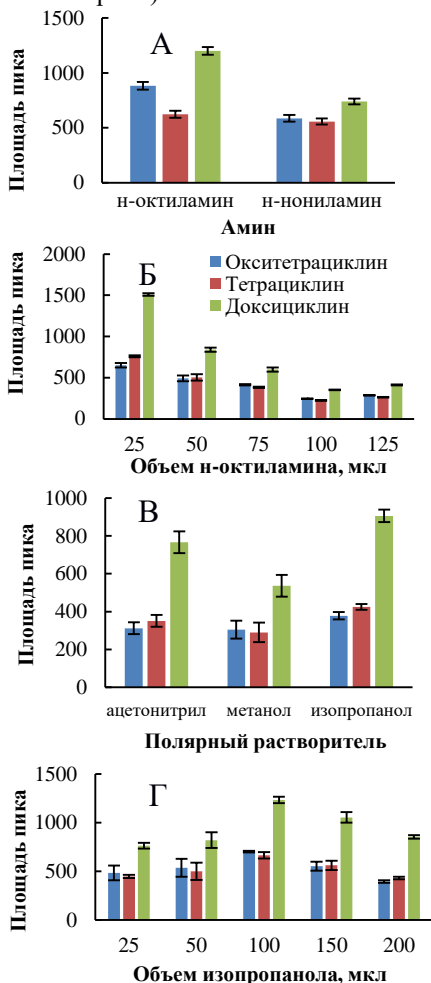 А
Площадь пика
1500
1000
500
0
н-октиламин н-нониламин
Амин
Б
Площадь пика
2000
1500
1000
500
0
Окситетрациклин
Тетрациклин
Доксициклин
25 50 75 100 125
Объем н-октиламина, мкл
В
Площадь пика
1000
800
600
400
200
0
ацетонитрил метанол изопропанол
Полярный растворитель
Г
Площадь пика
1500
1000
500
0
25 50 100 150 200
Объем изопропанола, мкл